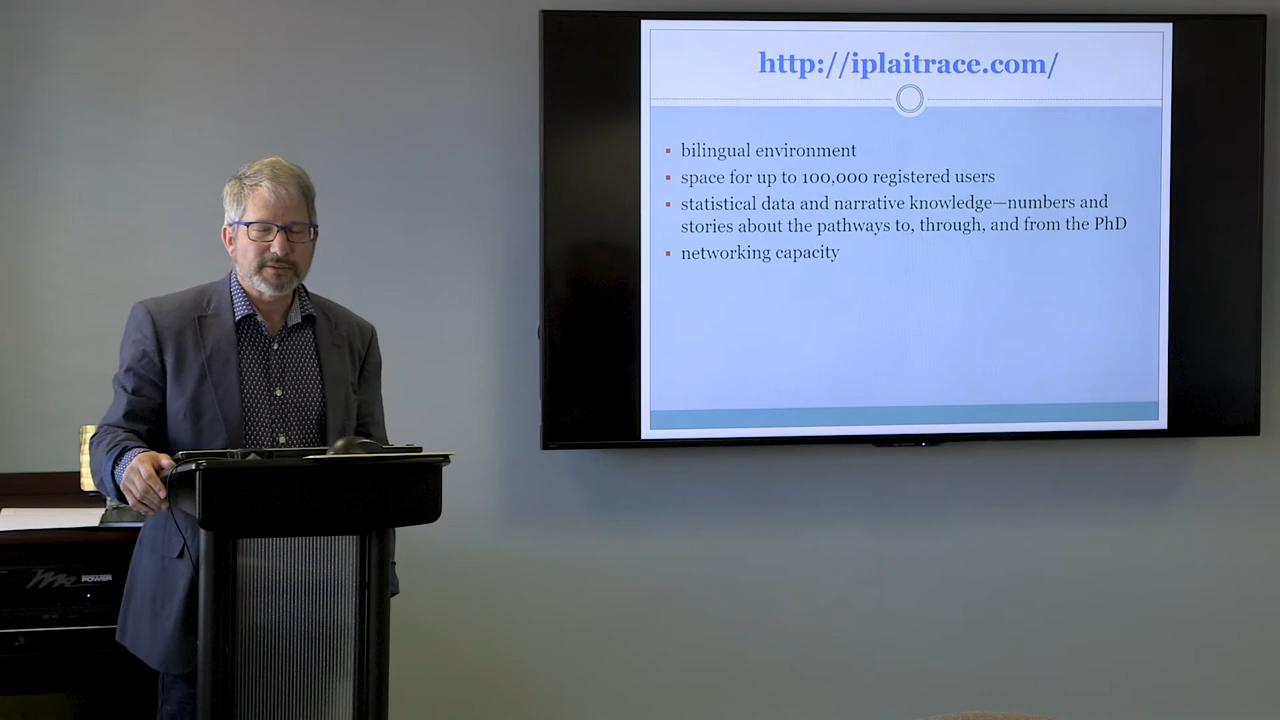 http://iplaitrace.com/
bilingual environment
space for up to 100,000 registered users
statistical data and narrative knowledge—numbers and
stories about the pathways to, through, and from the PhD
networking capacity
POWER